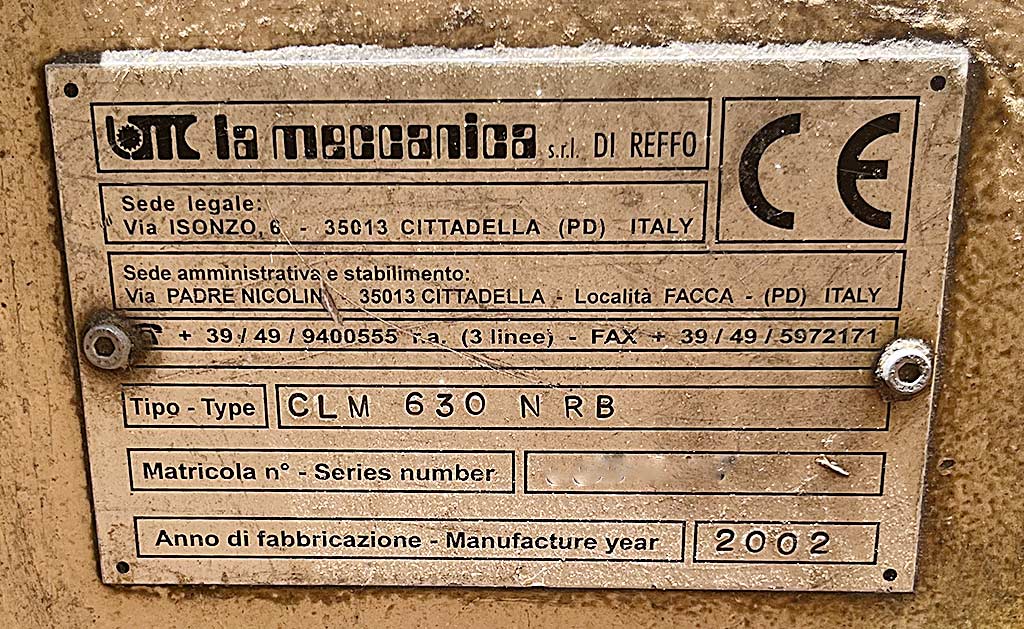 la meccanica s.r.l. DI REFFO
CE
Sede legale:
Via ISONZO, 6 - 35013 CITTADELLA (PD) ITALY
Sede amministrativa e stabilimento:
Via PADRE NICOLINI - 35013 CITTADELLA - Località FACCA - (PD) ITALY
☎ + 39 / 49 / 9400555 r.a. (3 linee) - FAX + 39 / 49 / 5972171
Tipo - Type CLM 630 NRB
Matricola n° - Series number
Anno di fabbricazione - Manufacture year 2002